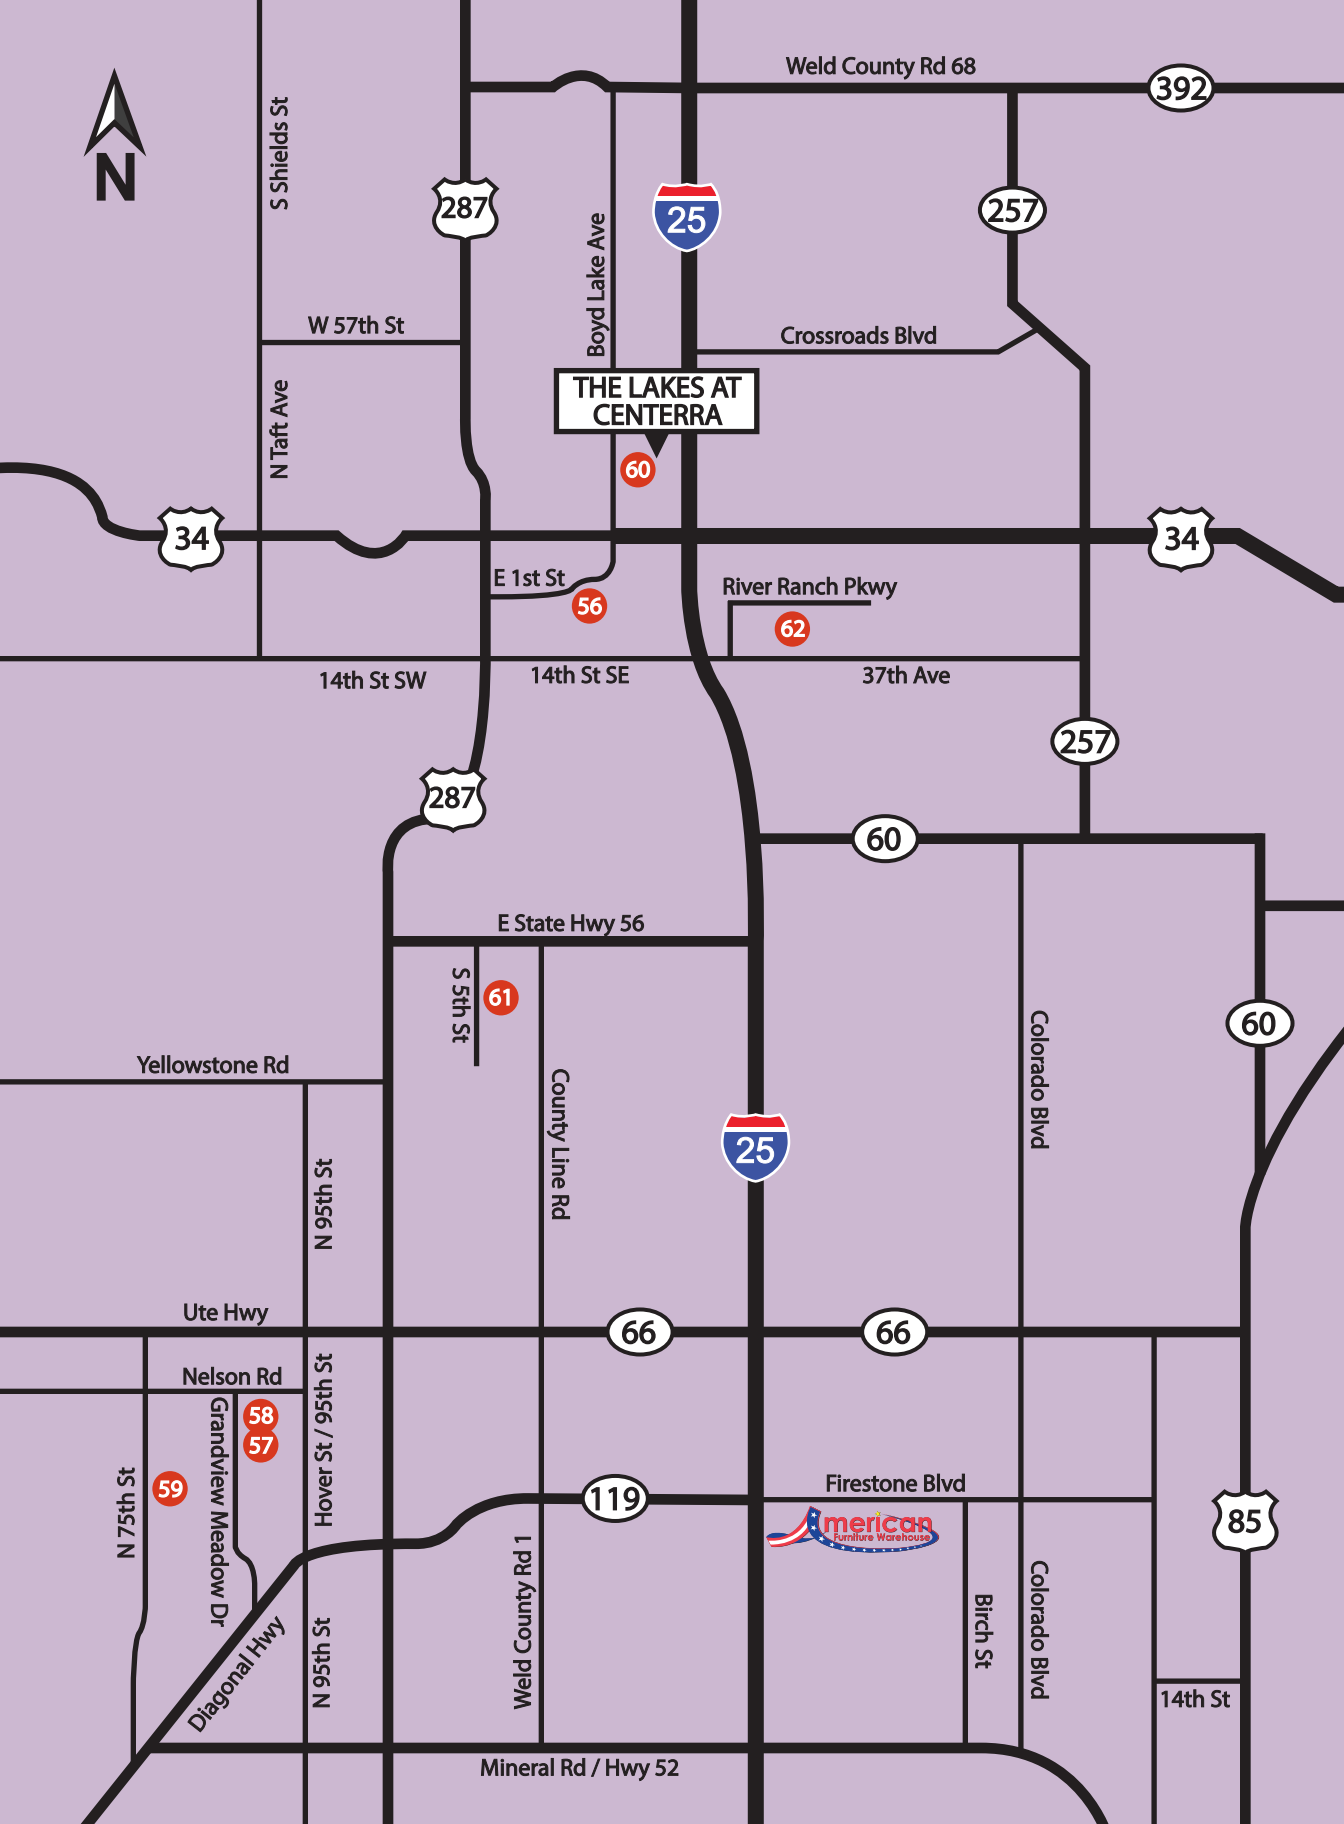 Weld County Rd 68
392
N
S Shields St
287
25
257
Boyd Lake Ave
W 57th St
Crossroads Blvd
THE LAKES AT
CENTERRA
N Taft Ave
60
34
34
E 1st St
56
River Ranch Pkwy
62
14th St SW
14th St SE
37th Ave
257
287
60
E State Hwy 56
S 5th St
61
60
Colorado Blvd
Yellowstone Rd
County Line Rd
25
N 95th St
Ute Hwy
66
66
Nelson Rd
58
57
Grandview Meadow Dr
Hover St / 95th St
N 75th St
59
119
Firestone Blvd
American
Furniture Warehouse
85
Weld County Rd 1
Birch St
Colorado Blvd
Diagonal Hwy
N 95th St
14th St
Mineral Rd / Hwy 52